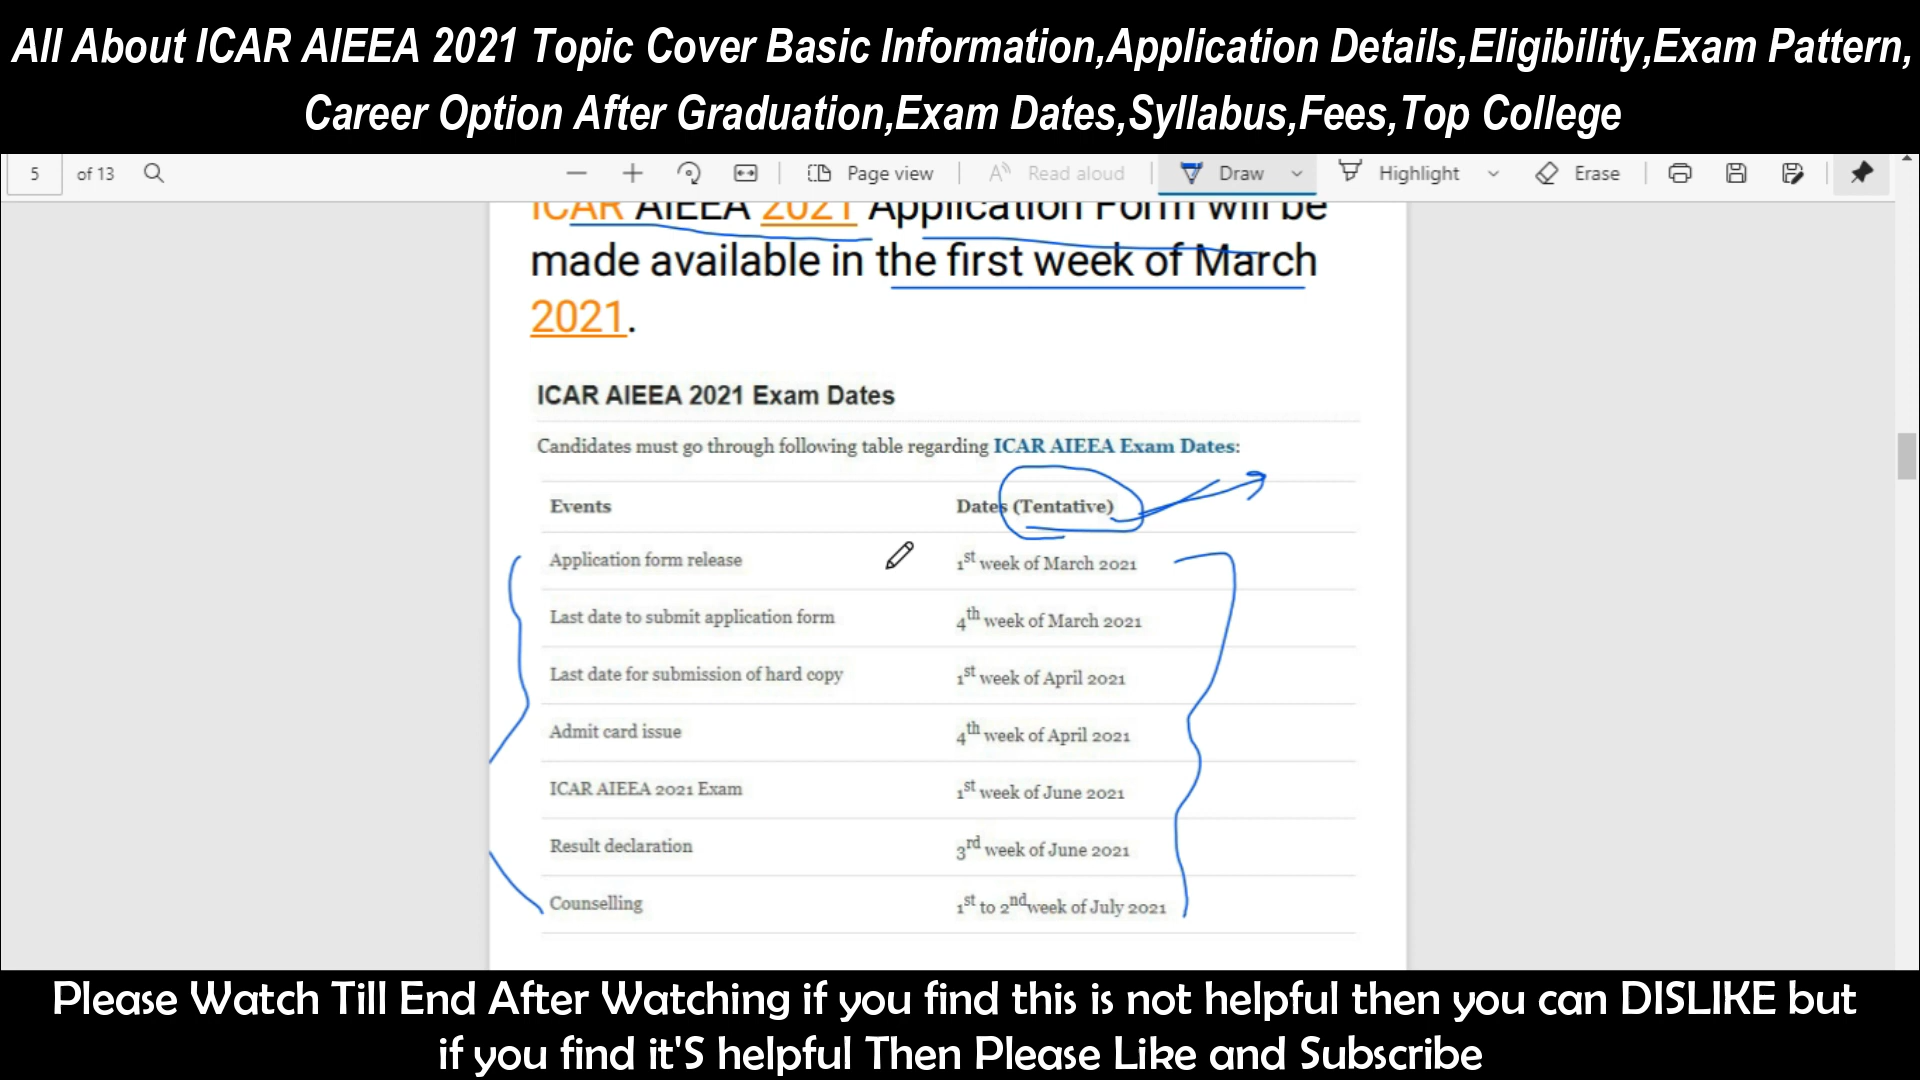 All About ICAR AIEEA 2021 Topic Cover Basic Information,Application Details,Eligibility,Exam Pattern,
Career Option After Graduation,Exam Dates,Syllabus,Fees,Top College
5 of 13 Page view Read aloud Draw Highlight Erase
ICAR AIEEA 2021 Application Form will be
made available in the first week of March
2021.
ICAR AIEEA 2021 Exam Dates
Candidates must go through following table regarding ICAR AIEEA Exam Dates:
Events Dates (Tentative)
Application form release 1st week of March 2021
Last date to submit application form 4th week of March 2021
Last date for submission of hard copy 1st week of April 2021
Admit card issue 4th week of April 2021
ICAR AIEEA 2021 Exam 1st week of June 2021
Result declaration 3rd week of June 2021
Counselling 1st to 2nd week of July 2021
Please Watch Till End After Watching if you find this is not helpful then you can DISLIKE but
if you find it'S helpful Then Please Like and Subscribe